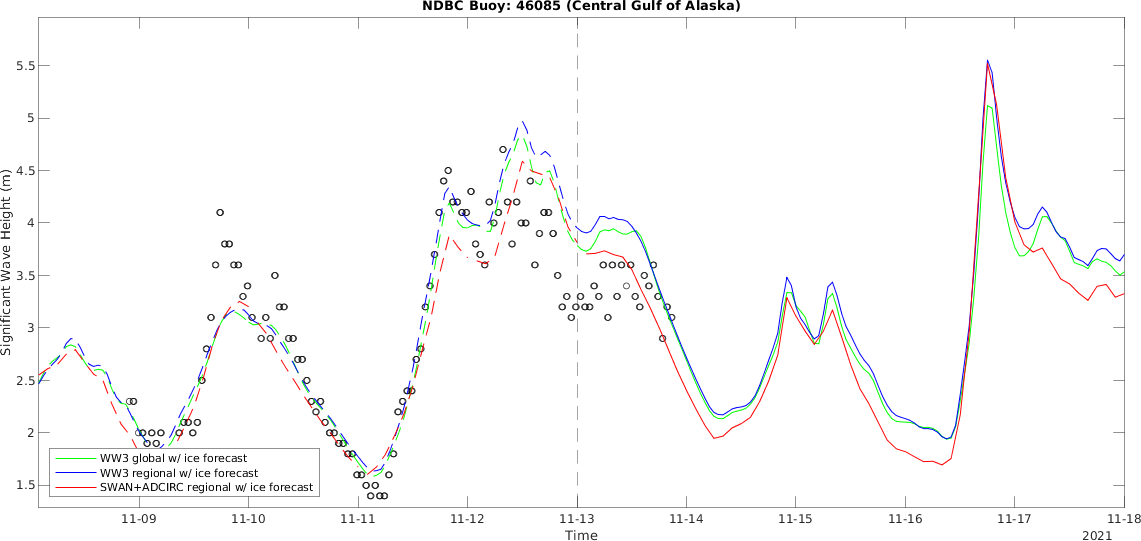 NDBC Buoy: 46085 (Central Gulf of Alaska)
Significant Wave Height (m)
5.5
5
4.5
4
3.5
3
2.5
2
1.5
WW3 global w/ ice forecast
WW3 regional w/ ice forecast
SWAN+ADCIRC regional w/ ice forecast
11-09 11-10 11-11 11-12 11-13 11-14 11-15 11-16 11-17 11-18
Time
2021